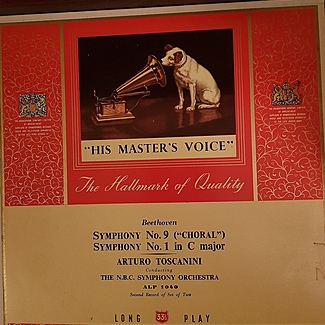 "HIS MASTER'S VOICE"
The Hallmark of Quality
Beethoven
SYMPHONY No. 9 ("CHORAL")
SYMPHONY No. 1 in C major
ARTURO TOSCANINI
Conducting
THE N.B.C. SYMPHONY ORCHESTRA
ALP 1040
Second Record of Set of Two
LONG 33⅓ PLAY